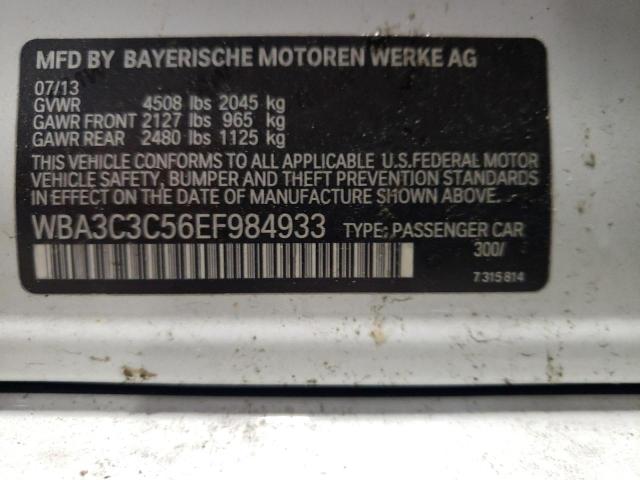 MFD BY BAYERISCHE MOTOREN WERKE AG
07/13
GVWR 4508 lbs 2045 kg
GAWR FRONT 2127 lbs 965 kg
GAWR REAR 2480 lbs 1125 kg
THIS VEHICLE CONFORMS TO ALL APPLICABLE U.S.FEDERAL MOTOR
VEHICLE SAFETY, BUMPER AND THEFT PREVENTION STANDARDS
IN EFFECT ON THE DATE OF MANUFACTURE SHOWN ABOVE.
WBA3C3C56EF984933 TYPE: PASSENGER CAR
300/
7 315 814